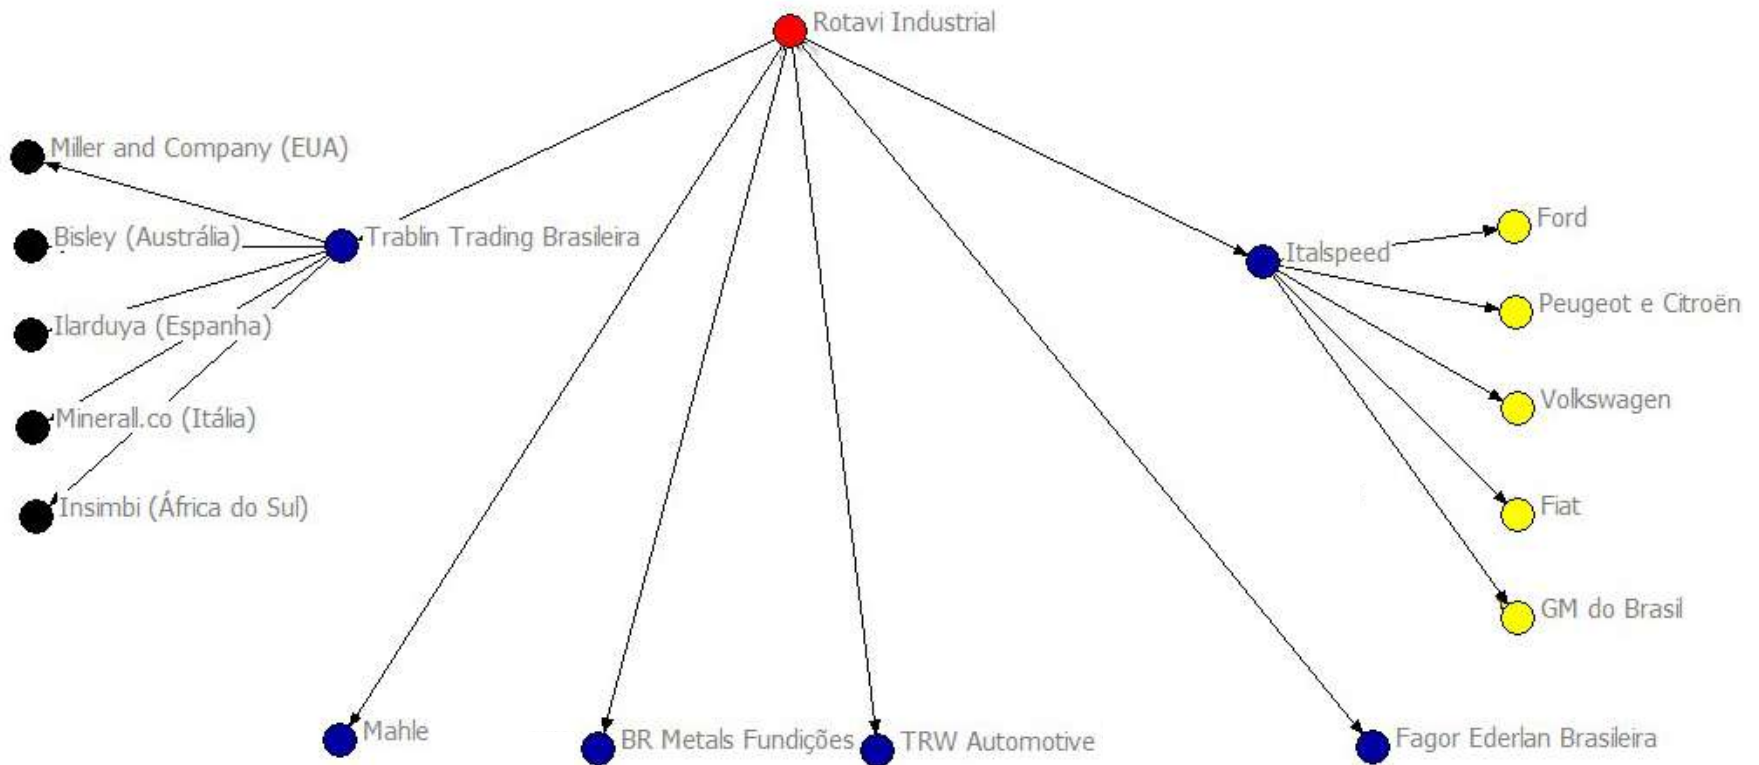 Rotavi Industrial
Miller and Company (EUA)
Bisley (Austrália)
Trablin Trading Brasileira
Ilarduya (Espanha)
Mineral.co (Itália)
Insimbi (África do Sul)
Italspeed
Ford
Peugeot e Citroën
Volkswagen
Fiat
GM do Brasil
Mahle
BR Metals Fundições
TRW Automotive
Fagor Ederlan Brasileira